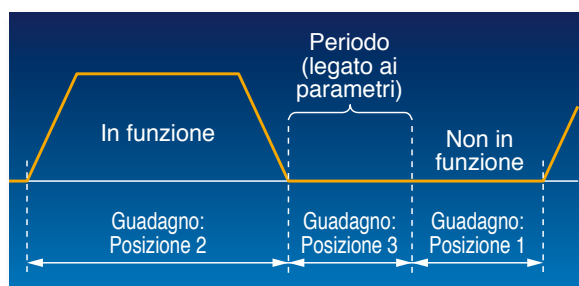 Periodo
(legato ai
parametri)
In funzione
Non in
funzione
Guadagno:
Posizione 2
Guadagno:
Posizione 3
Guadagno:
Posizione 1